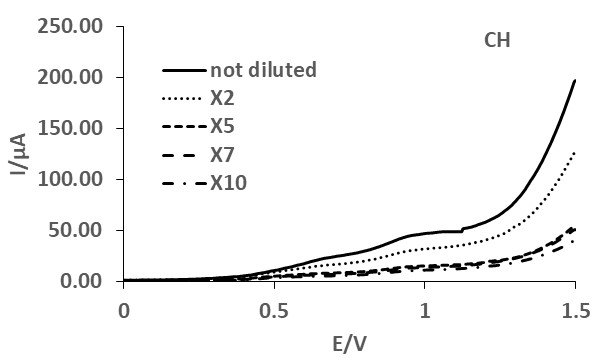 250.00
CH
200.00
not diluted
X2
150.00
X5
I/µA
X7
100.00
X10
50.00
0.00
0 0.5 1 1.5
E/V